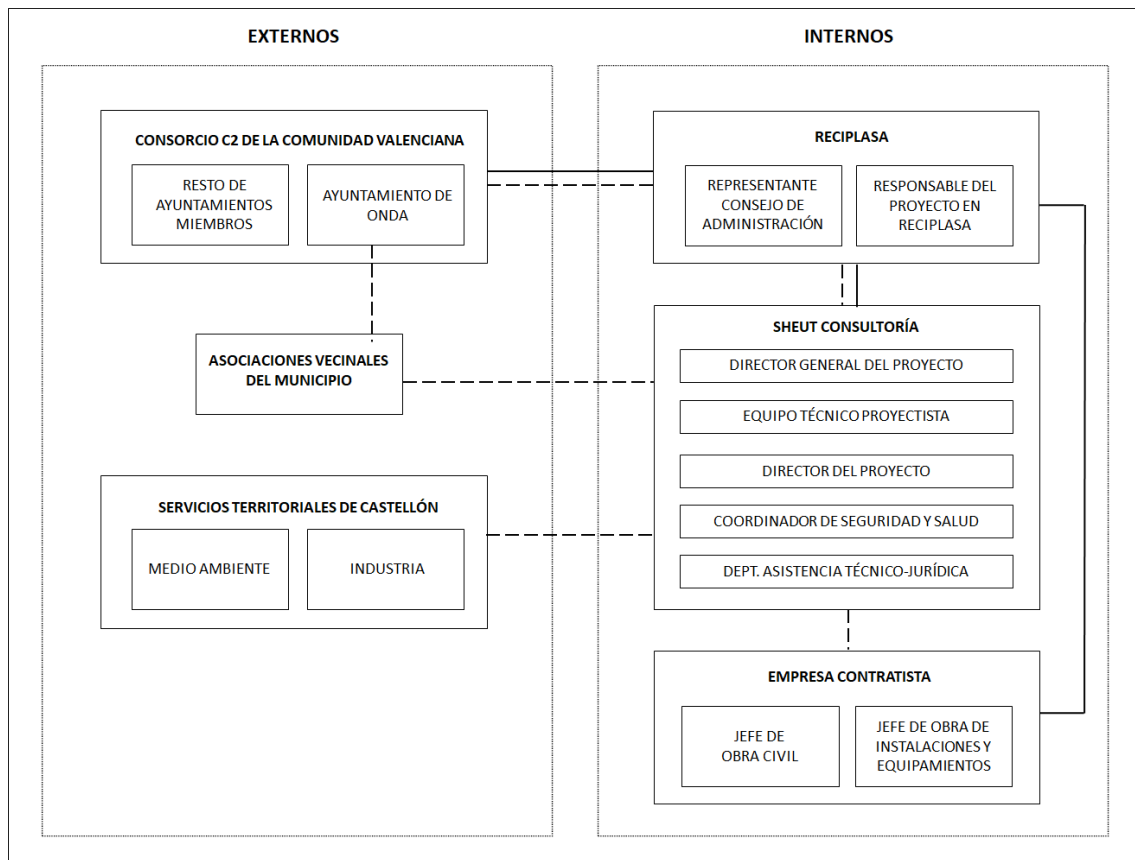 EXTERNOS
CONSORCIO C2 DE LA COMUNIDAD VALENCIANA
RESTO DE
AYUNTAMIENTOS
MIEMBROS
AYUNTAMIENTO DE
ONDA
ASOCIACIONES VECINALES
DEL MUNICIPIO
SERVICIOS TERRITORIALES DE CASTELLÓN
MEDIO AMBIENTE
INDUSTRIA
INTERNOS
RECIPLASA
REPRESENTANTE
CONSEJO DE
ADMINISTRACIÓN
RESPONSABLE DEL
PROYECTO EN
RECIPLASA
SHEUT CONSULTORÍA
DIRECTOR GENERAL DEL PROYECTO
EQUIPO TÉCNICO PROYECTISTA
DIRECTOR DEL PROYECTO
COORDINADOR DE SEGURIDAD Y SALUD
DEPT. ASISTENCIA TÉCNICO-JURÍDICA
EMPRESA CONTRATISTA
JEFE DE
OBRA CIVIL
JEFE DE OBRA DE
INSTALACIONES Y
EQUIPAMIENTOS